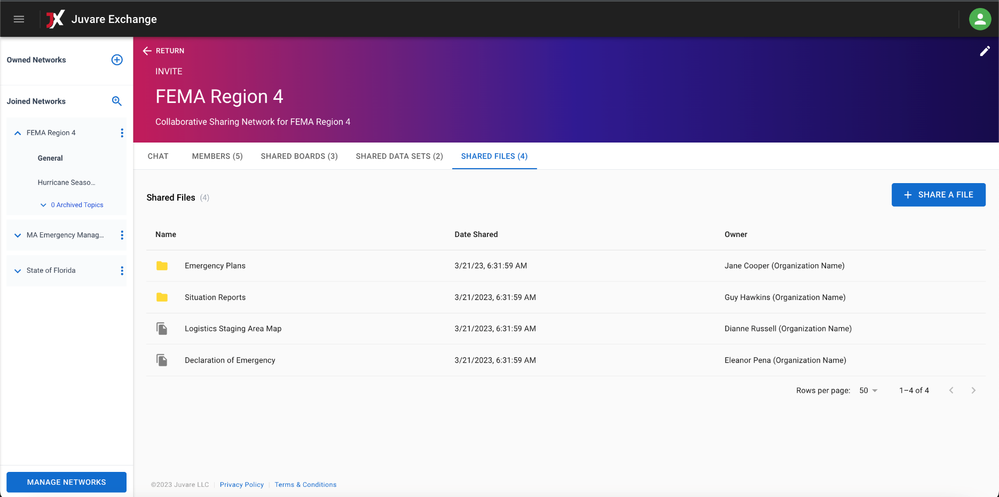 JX Juvare Exchange
Owned Networks
Joined Networks
FEMA Region 4
General
Hurricane Seaso...
0 Archived Topics
MA Emergency Manag...
State of Florida
MANAGE NETWORKS
RETURN
INVITE
FEMA Region 4
Collaborative Sharing Network for FEMA Region 4
CHAT MEMBERS (5) SHARED BOARDS (3) SHARED DATA SETS (2) SHARED FILES (4)
Shared Files (4)
+ SHARE A FILE
Name Date Shared Owner
Emergency Plans 3/21/23, 6:31:59 AM Jane Cooper (Organization Name)
Situation Reports 3/21/2023, 6:31:59 AM Guy Hawkins (Organization Name)
Logistics Staging Area Map 3/21/2023, 6:31:59 AM Dianne Russell (Organization Name)
Declaration of Emergency 3/21/2023, 6:31:59 AM Eleanor Pena (Organization Name)
Rows per page: 50 1–4 of 4
©2023 Juvare LLC | Privacy Policy | Terms & Conditions